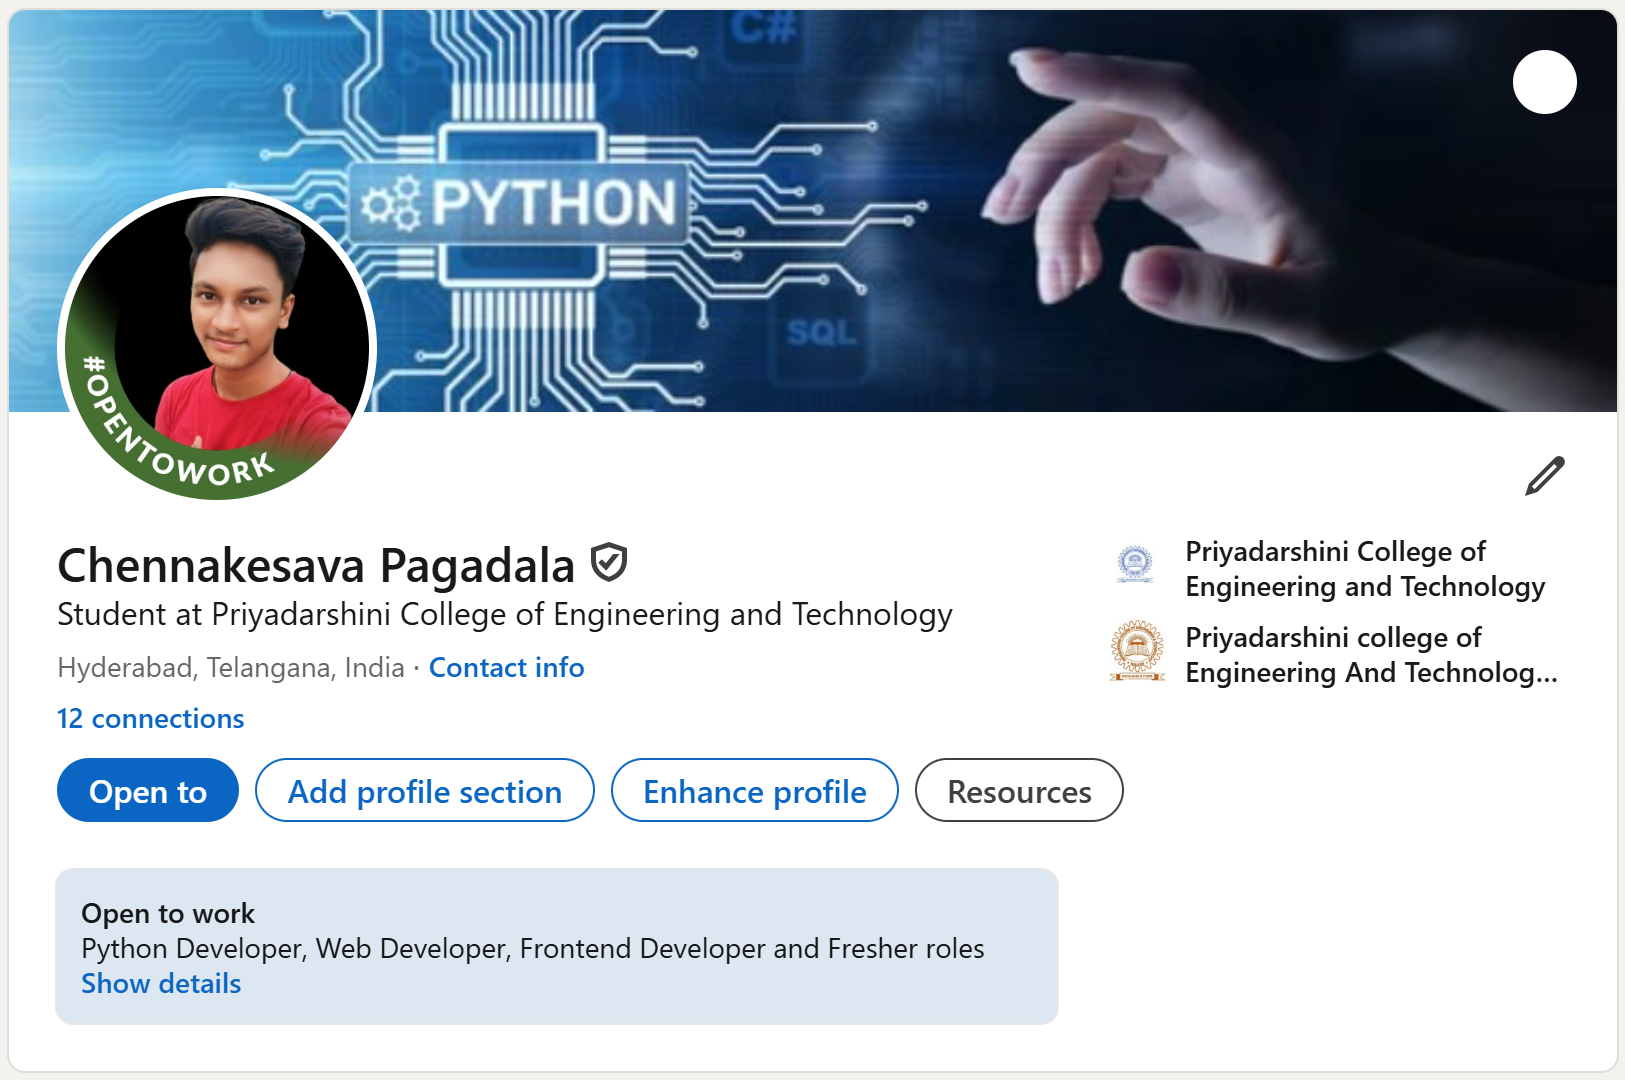 C#
PYTHON
SQL
#OPENTOWORK
Chennakesava Pagadala
Student at Priyadarshini College of Engineering and Technology
Hyderabad, Telangana, India · Contact info
12 connections
Priyadarshini College of
Engineering and Technology
Priyadarshini college of
Engineering And Technolog...
Open to
Add profile section
Enhance profile
Resources
Open to work
Python Developer, Web Developer, Frontend Developer and Fresher roles
Show details